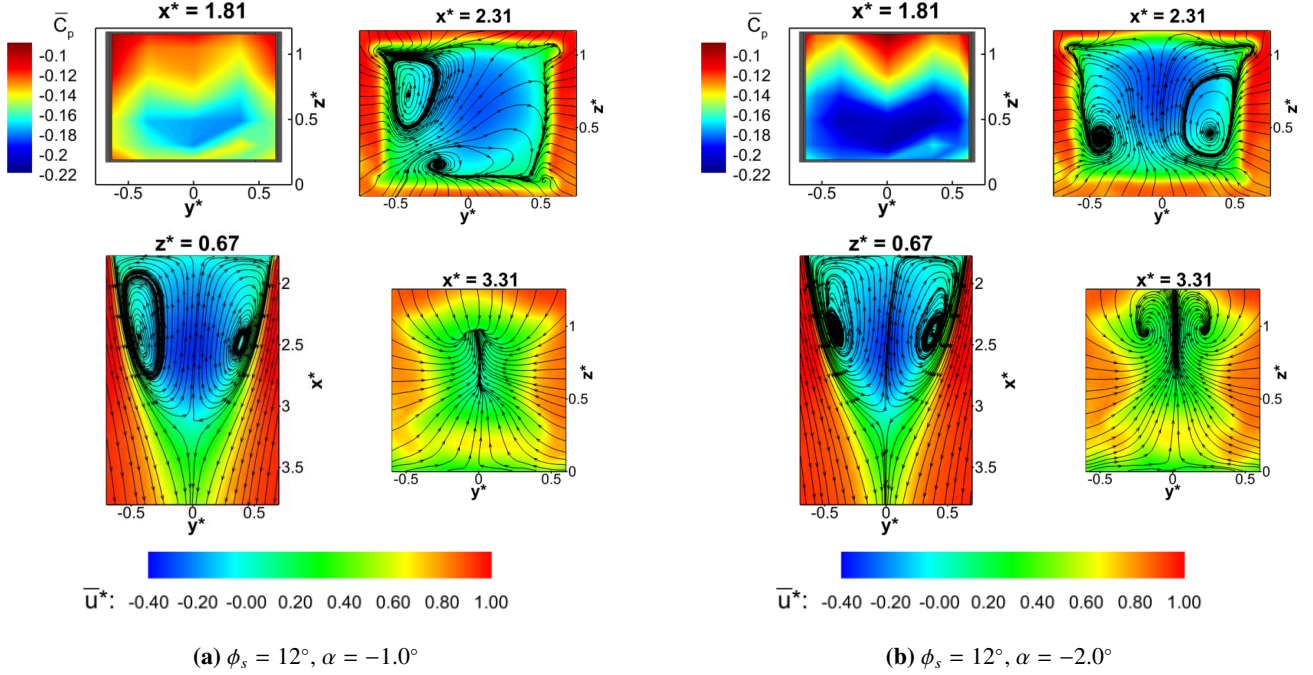 C̅p
x* = 1.81
-0.1
-0.12
-0.14
-0.16
-0.18
-0.2
-0.22
1
0.5
0
z*
-0.5 0 0.5
y*
x* = 2.31
1
0.5
z*
-0.5 0 0.5
y*
z* = 0.67
2
2.5
3
3.5
x*
-0.5 0 0.5
y*
x* = 3.31
1
0.5
0
z*
-0.5 0 0.5
y*
u̅*: -0.40 -0.20 -0.00 0.20 0.40 0.60 0.80 1.00
(a) ϕs = 12°, α = −1.0°
C̅p
x* = 1.81
-0.1
-0.12
-0.14
-0.16
-0.18
-0.2
-0.22
1
0.5
0
z*
-0.5 0 0.5
y*
x* = 2.31
1
0.5
z*
-0.5 0 0.5
y*
z* = 0.67
2
2.5
3
3.5
x*
-0.5 0 0.5
y*
x* = 3.31
1
0.5
0
z*
-0.5 0 0.5
y*
u̅*: -0.40 -0.20 -0.00 0.20 0.40 0.60 0.80 1.00
(b) ϕs = 12°, α = −2.0°